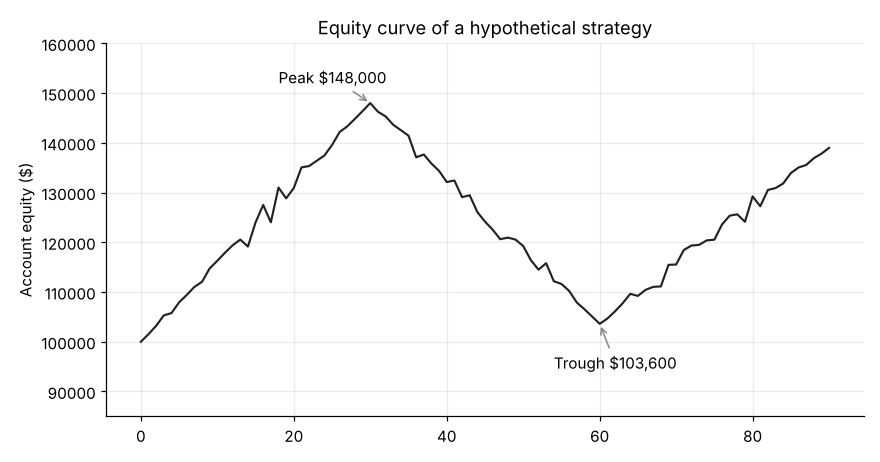 Equity curve of a hypothetical strategy
160000
Peak $148,000
150000
140000
130000
120000
110000
100000
Trough $103,600
90000
Account equity ($)
0 20 40 60 80